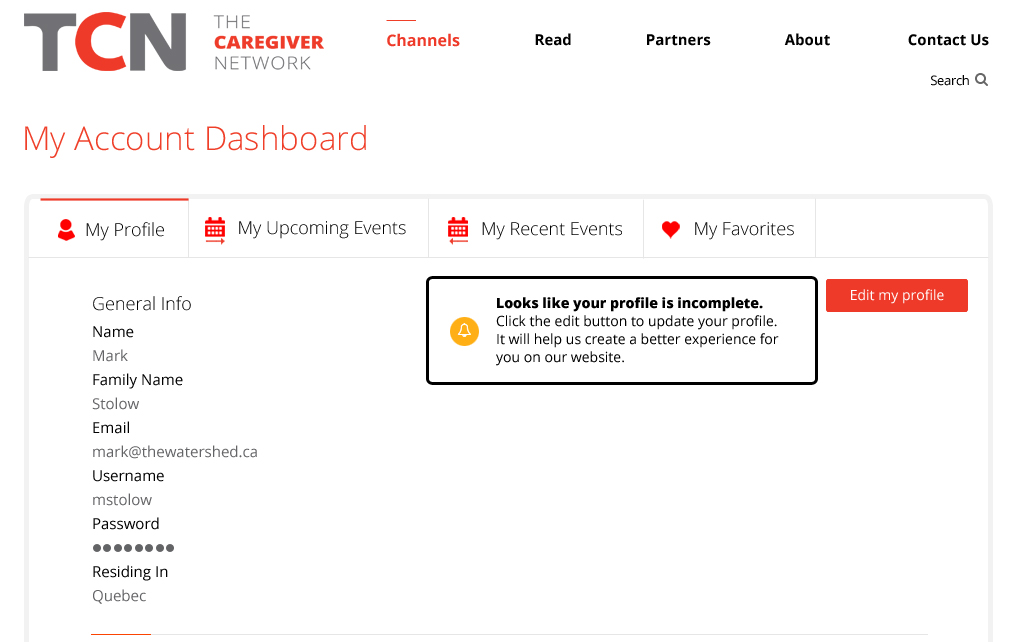 TCN
THE
CAREGIVER
NETWORK
Channels
Read
Partners
About
Contact Us
Search
My Account Dashboard
My Profile
My Upcoming Events
My Recent Events
My Favorites
General Info
Name
Mark
Family Name
Stolow
Email
mark@thewatershed.ca
Username
mstolow
Password
●●●●●●●●
Residing In
Quebec
Looks like your profile is incomplete.
Click the edit button to update your profile.
It will help us create a better experience for
you on our website.
Edit my profile